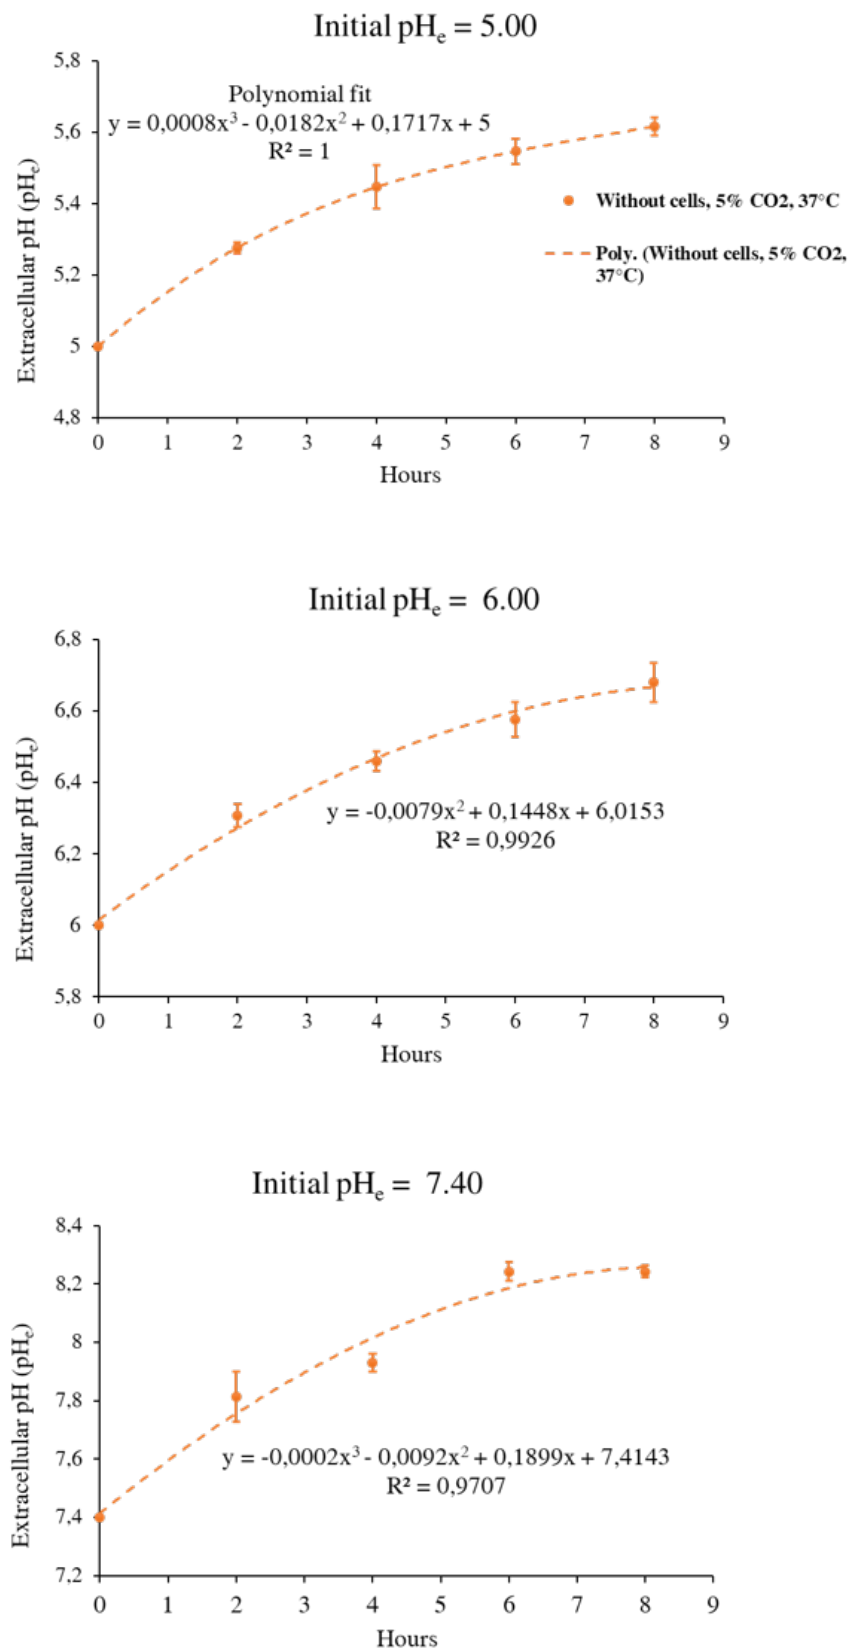 Initial pHₑ = 5.00
5,8
5,6
5,4
5,2
5
4,8
Extracellular pH (pHₑ)
Polynomial fit
y = 0,0008x³ - 0,0182x² + 0,1717x + 5
R² = 1
Without cells, 5% CO2, 37°C
Poly. (Without cells, 5% CO2,
37°C)
0 1 2 3 4 5 6 7 8 9
Hours
Initial pHₑ = 6.00
6,8
6,6
6,4
6,2
6
5,8
Extracellular pH (pHₑ)
y = -0,0079x² + 0,1448x + 6,0153
R² = 0,9926
0 1 2 3 4 5 6 7 8 9
Hours
Initial pHₑ = 7.40
8,4
8,2
8
7,8
7,6
7,4
7,2
Extracellular pH (pHₑ)
y = -0,0002x³ - 0,0092x² + 0,1899x + 7,4143
R² = 0,9707
0 1 2 3 4 5 6 7 8 9
Hours